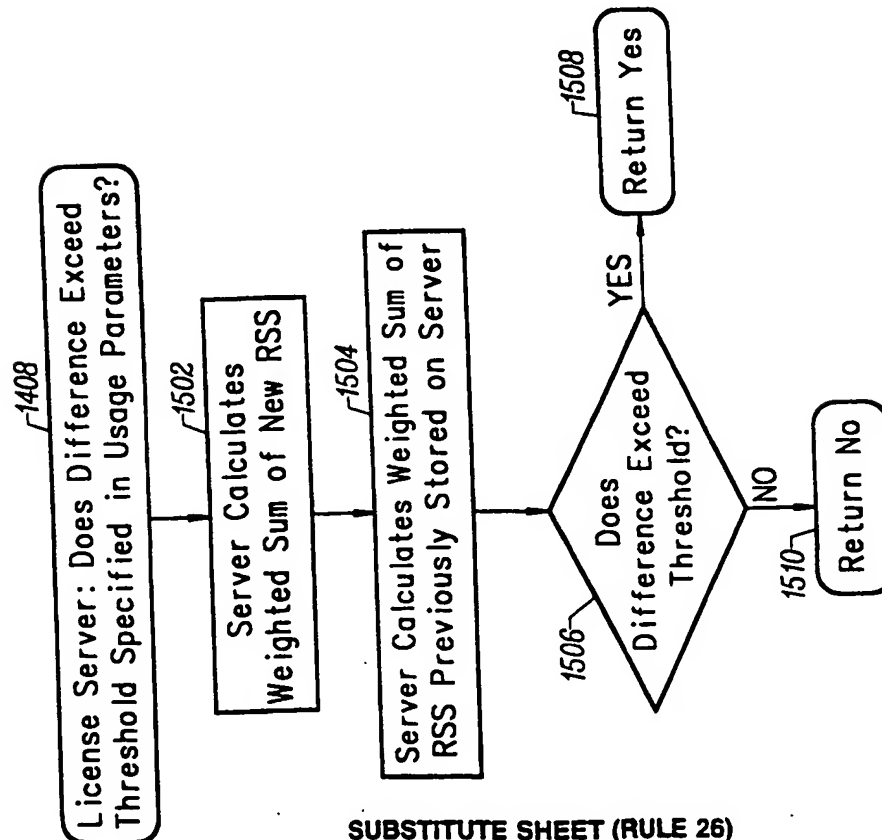 1408
License Server: Does Difference Exceed
Threshold Specified in Usage Parameters?
1502
Server Calculates
Weighted Sum of New RSS
1504
Server Calculates Weighted Sum of
RSS Previously Stored on Server
1506
Does
Difference Exceed
Threshold?
YES
1508
Return Yes
NO
1510
Return No
SUBSTITUTE SHEET (RULE 26)